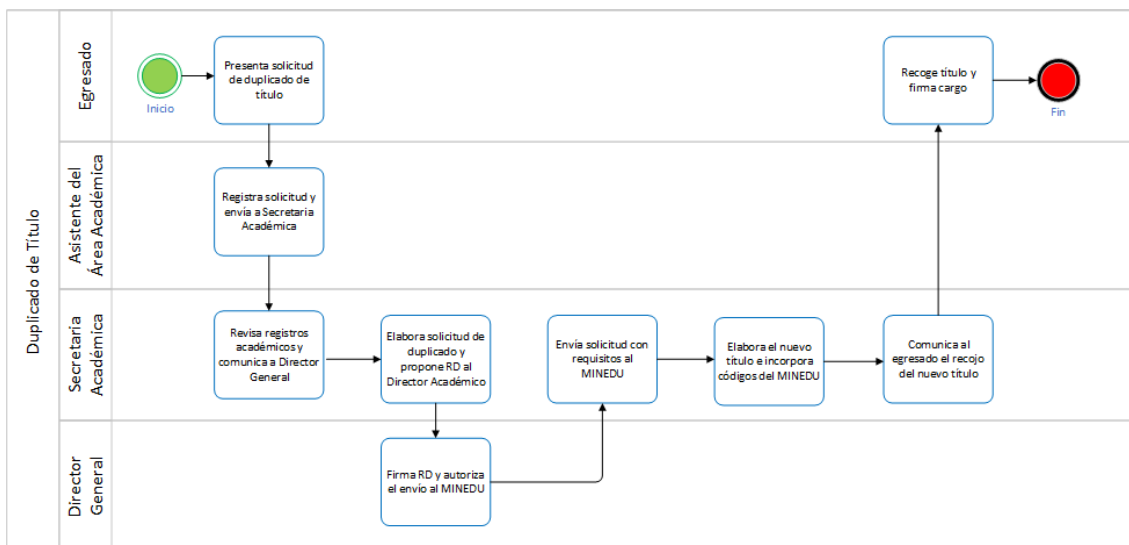 Duplicado de Título
Egresado
Inicio
Presenta solicitud
de duplicado de
título
Recoge título y
firma cargo
Fin
Asistente del
Área Académica
Registra solicitud y
envía a Secretaria
Académica
Secretaria
Académica
Revisa registros
académicos y
comunica a Director
General
Elabora solicitud de
duplicado y
propone RD al
Director Académico
Envía solicitud con
requisitos al
MINEDU
Elabora el nuevo
título e incorpora
códigos del MINEDU
Comunica al
egresado el recojo
del nuevo título
Director
General
Firma RD y autoriza
el envío al MINEDU